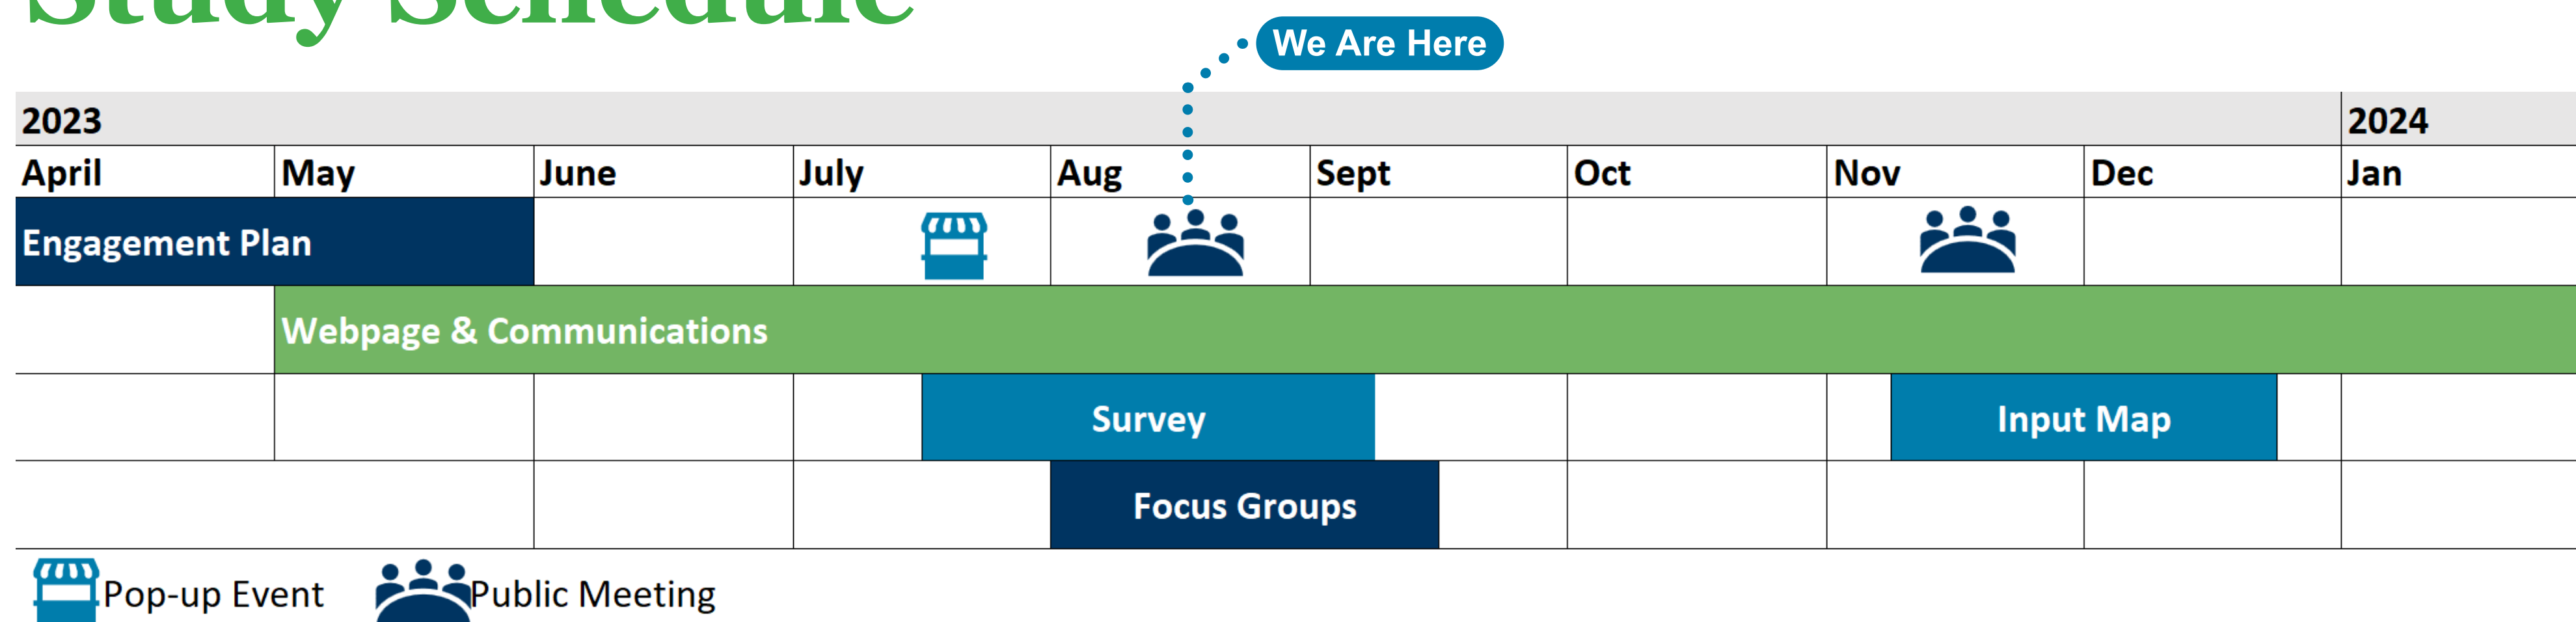 Study Schedule
We Are Here
2023 2024
April May June July Aug Sept Oct Nov Dec Jan
Engagement Plan
Webpage & Communications
Survey Input Map
Focus Groups
Pop-up Event Public Meeting